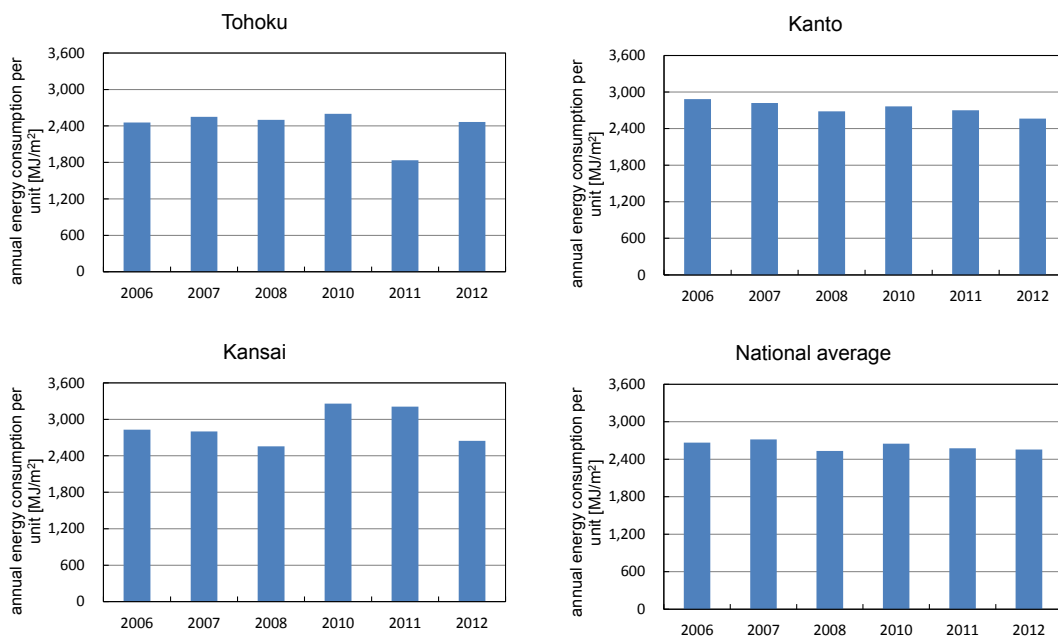 Tohoku
annual energy consumption per
unit [MJ/m²]
3,600
3,000
2,400
1,800
1,200
600
0
2006 2007 2008 2010 2011 2012
Kanto
annual energy consumption per
unit [MJ/m²]
3,600
3,000
2,400
1,800
1,200
600
0
2006 2007 2008 2010 2011 2012
Kansai
annual energy consumption per
unit [MJ/m²]
3,600
3,000
2,400
1,800
1,200
600
0
2006 2007 2008 2010 2011 2012
National average
annual energy consumption per
unit [MJ/m²]
3,600
3,000
2,400
1,800
1,200
600
0
2006 2007 2008 2010 2011 2012